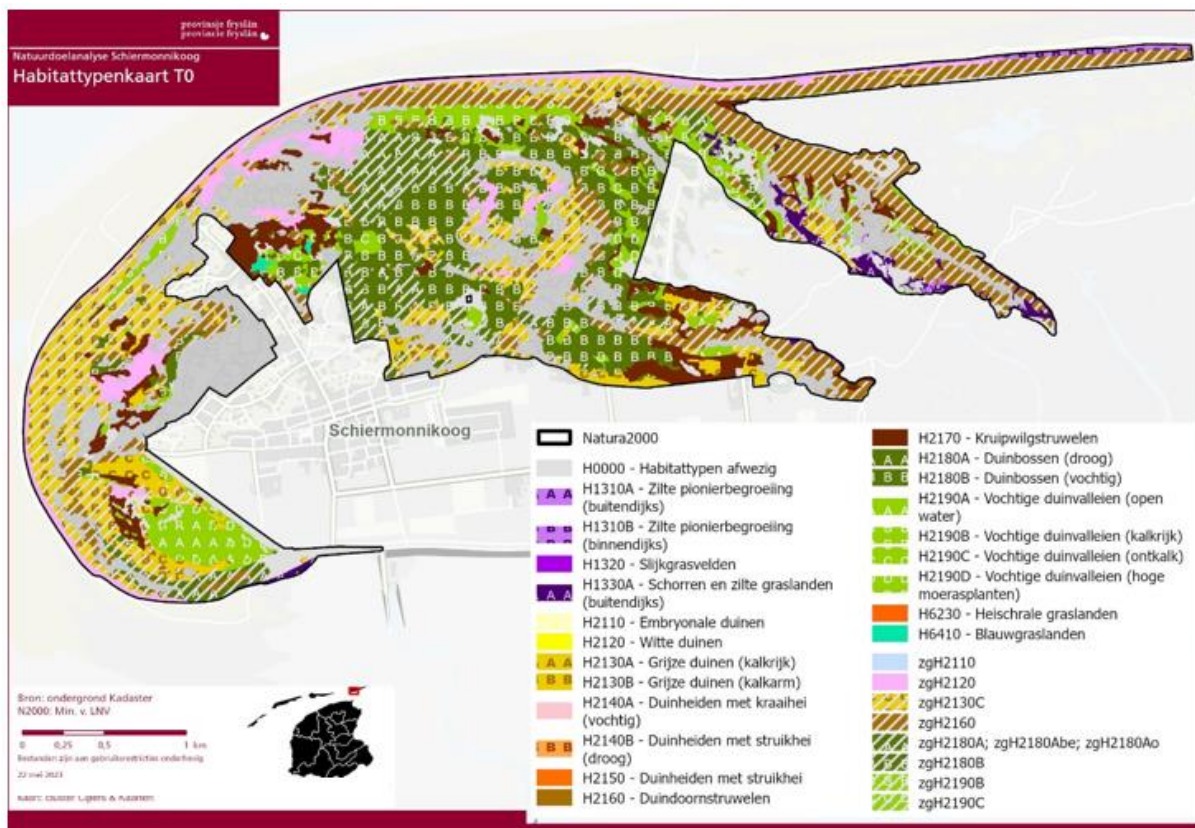 provinsje fryslân
provincie fryslân
Natuurdoelanalyse Schiermonnikoog
Habitattypenkaart T0
Schiermonnikoog
Natura2000
H0000 - Habitattypen afwezig
H1310A - Zilte pionierbegroeiing
(buitendijks)
H1310B - Zilte pionierbegroeiing
(binnendijks)
H1320 - Slijkgrasvelden
H1330A - Schorren en zilte graslanden
(buitendijks)
H2110 - Embryonale duinen
H2120 - Witte duinen
H2130A - Grijze duinen (kalkrijk)
H2130B - Grijze duinen (kalkarm)
H2140A - Duinheiden met kraaihei
(vochtig)
H2140B - Duinheiden met struikhei
(droog)
H2150 - Duinheiden met struikhei
H2160 - Duindoornstruwelen
H2170 - Kruipwilgstruwelen
H2180A - Duinbossen (droog)
H2180B - Duinbossen (vochtig)
H2190A - Vochtige duinvalleien (open
water)
H2190B - Vochtige duinvalleien (kalkrijk)
H2190C - Vochtige duinvalleien (ontkalk)
H2190D - Vochtige duinvalleien (hoge
moerasplanten)
H6230 - Heischrale graslanden
H6410 - Blauwgraslanden
zgH2110
zgH2120
zgH2130C
zgH2160
zgH2180A; zgH2180Abe; zgH2180Ao
zgH2180B
zgH2190B
zgH2190C
Bron: ondergrond Kadaster
N2000: Min. v. LNV
0 0,25 0,5 1 km
Bestanden zijn aan gebruiksrestricties onderhevig
22 mei 2023